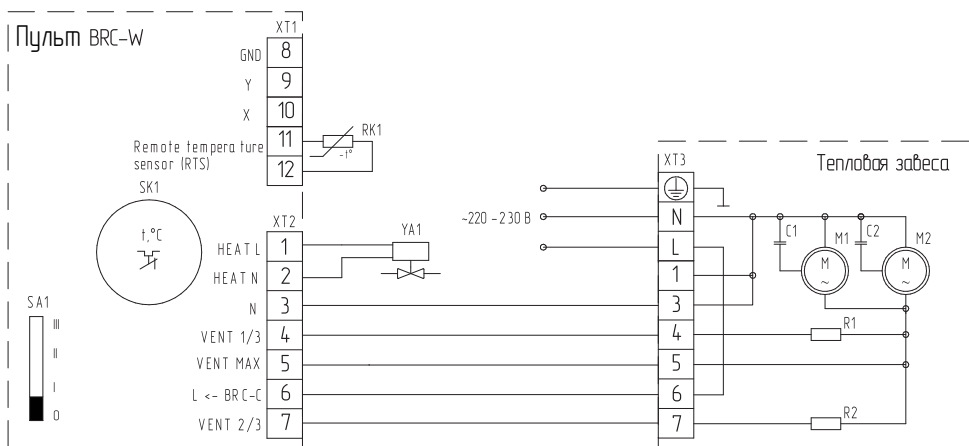 Пульт BRC-W
XT1
GND 8
Y 9
X 10
Remote temperature sensor (RTS)
11
12
RK1
-t°
SK1
t,°C
XT2
HEAT L 1
HEAT N 2
N 3
VENT 1/3 4
VENT MAX 5
L <- BRC-C 6
VENT 2/3 7
YA1
SA1
III
II
I
0
~220 -230 В
XT3
Тепловая завеса
N
L
1
3
4
5
6
7
C1
M1
C2
M2
M
~
M
~
R1
R2